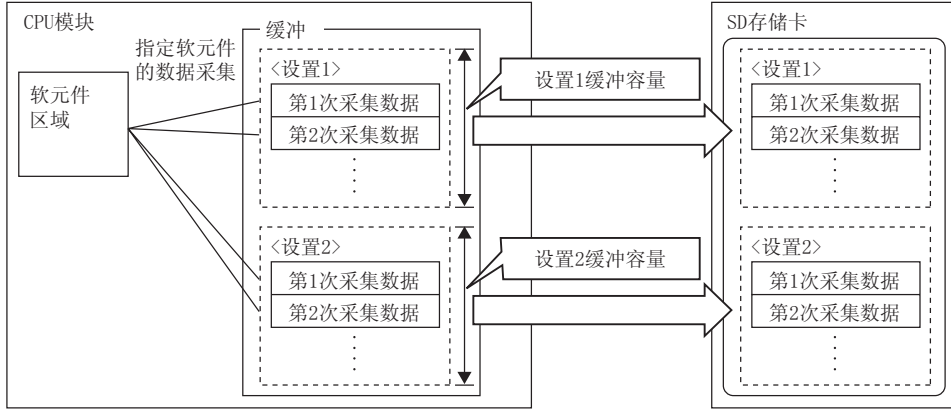 CPU模块
缓冲
SD存储卡
指定软元件
的数据采集
软元件
区域
<设置1>
第1次采集数据
第2次采集数据
设置1缓冲容量
<设置1>
第1次采集数据
第2次采集数据
<设置2>
第1次采集数据
第2次采集数据
设置2缓冲容量
<设置2>
第1次采集数据
第2次采集数据